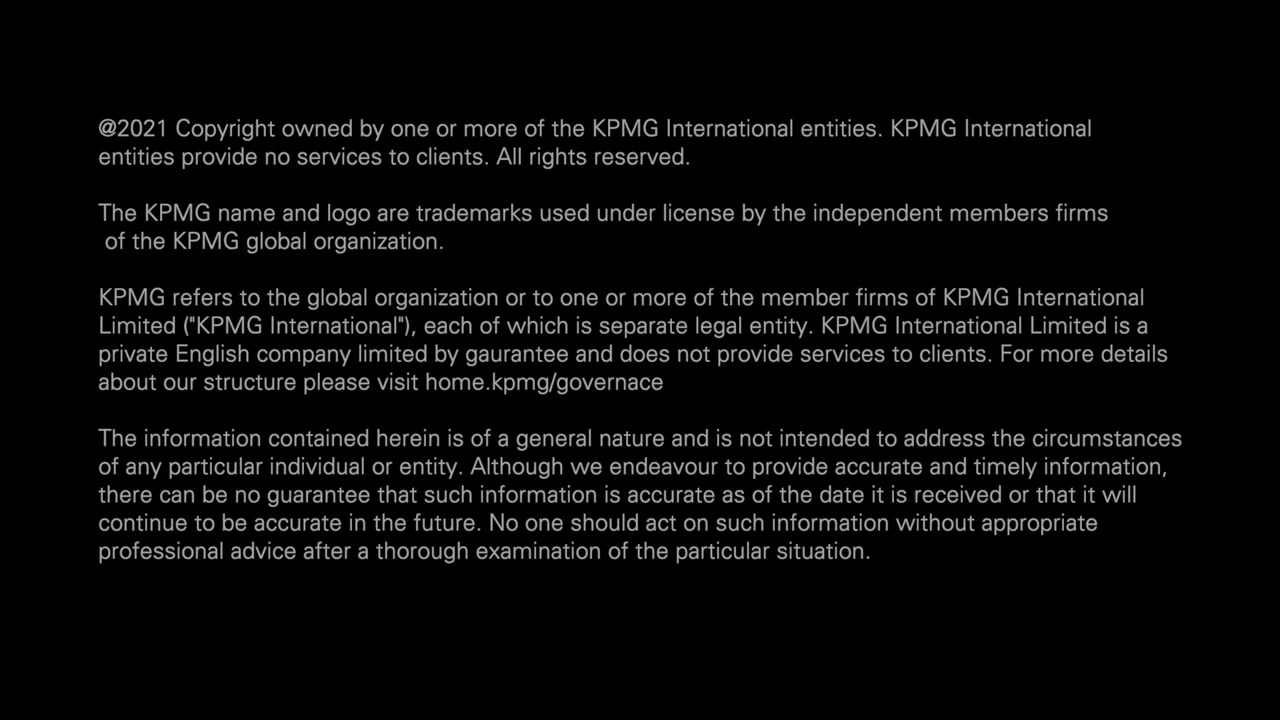 @2021 Copyright owned by one or more of the KPMG International entities. KPMG International
entities provide no services to clients. All rights reserved.
The KPMG name and logo are trademarks used under license by the independent members firms
of the KPMG global organization.
KPMG refers to the global organization or to one or more of the member firms of KPMG International
Limited ("KPMG International"), each of which is separate legal entity. KPMG International Limited is a
private English company limited by gaurantee and does not provide services to clients. For more details
about our structure please visit home.kpmg/governace
The information contained herein is of a general nature and is not intended to address the circumstances
of any particular individual or entity. Although we endeavour to provide accurate and timely information,
there can be no guarantee that such information is accurate as of the date it is received or that it will
continue to be accurate in the future. No one should act on such information without appropriate
professional advice after a thorough examination of the particular situation.